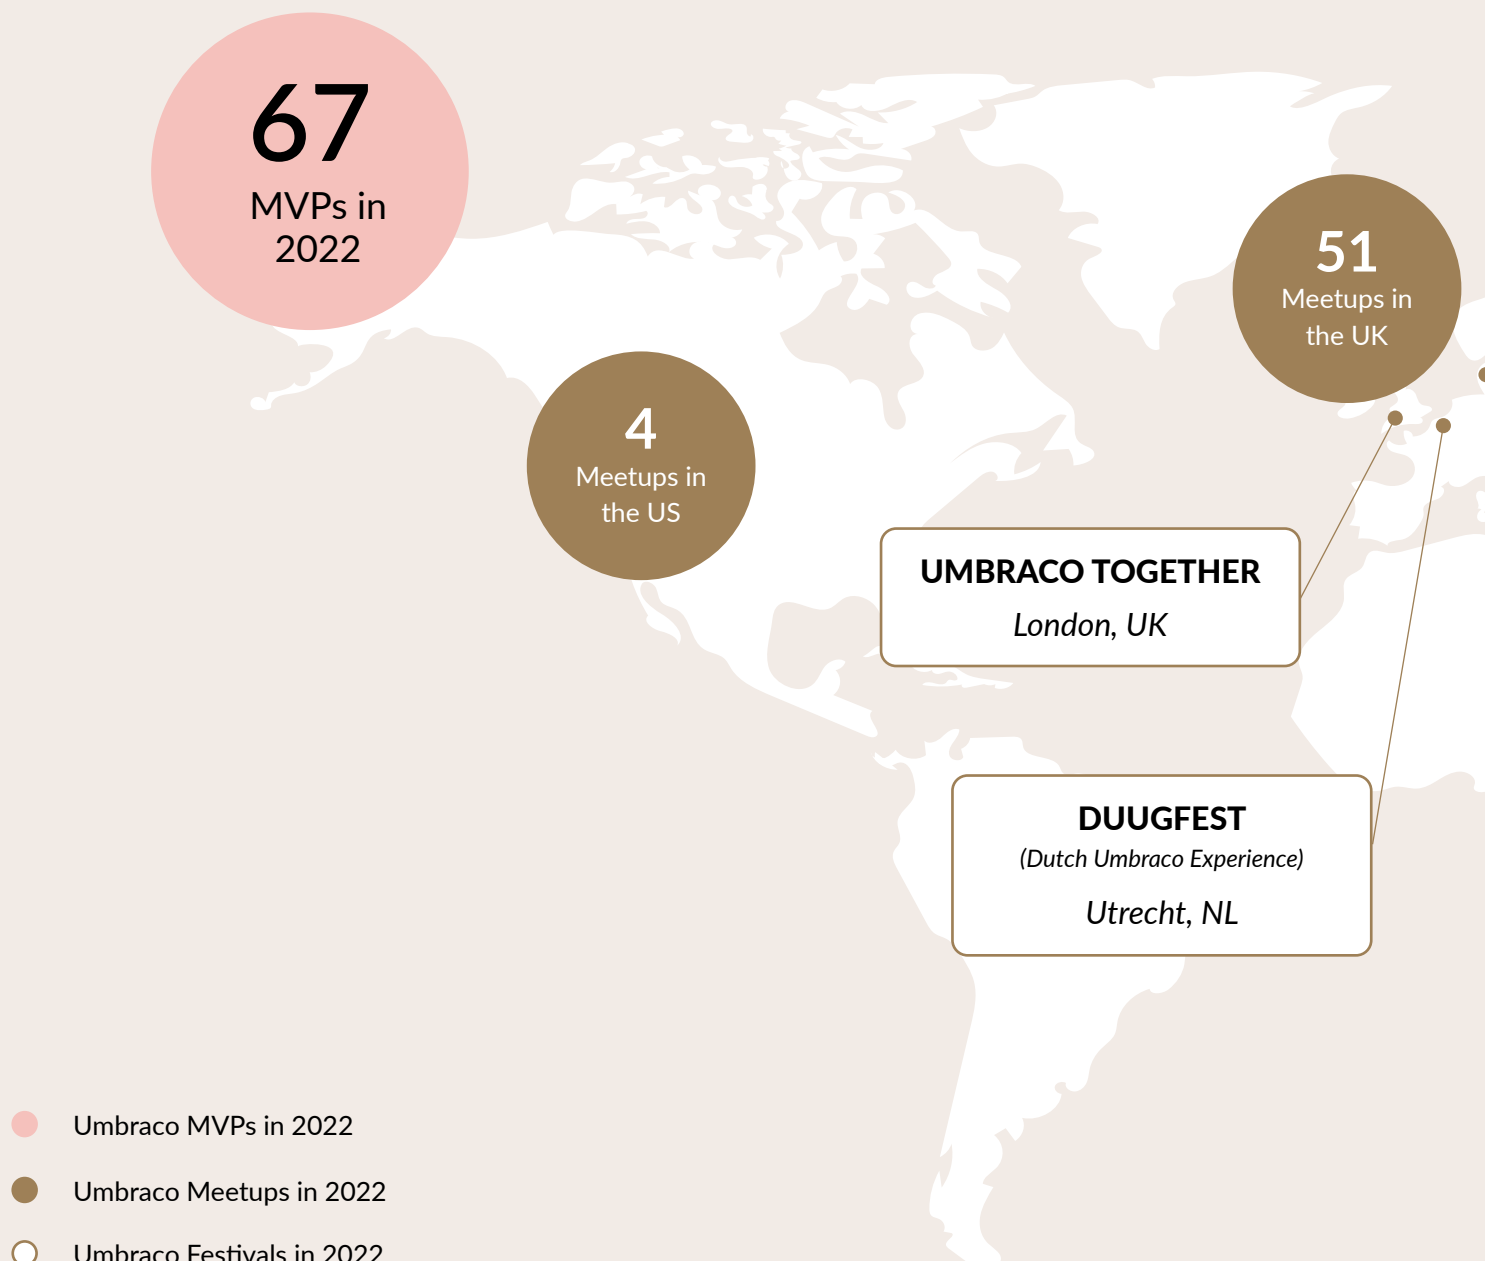 67
MVPs in
2022
51
Meetups in
the UK
4
Meetups in
the US
UMBRACO TOGETHER
London, UK
DUUGFEST
(Dutch Umbraco Experience)
Utrecht, NL
Umbraco MVPs in 2022
Umbraco Meetups in 2022
Umbraco Festivals in 2022